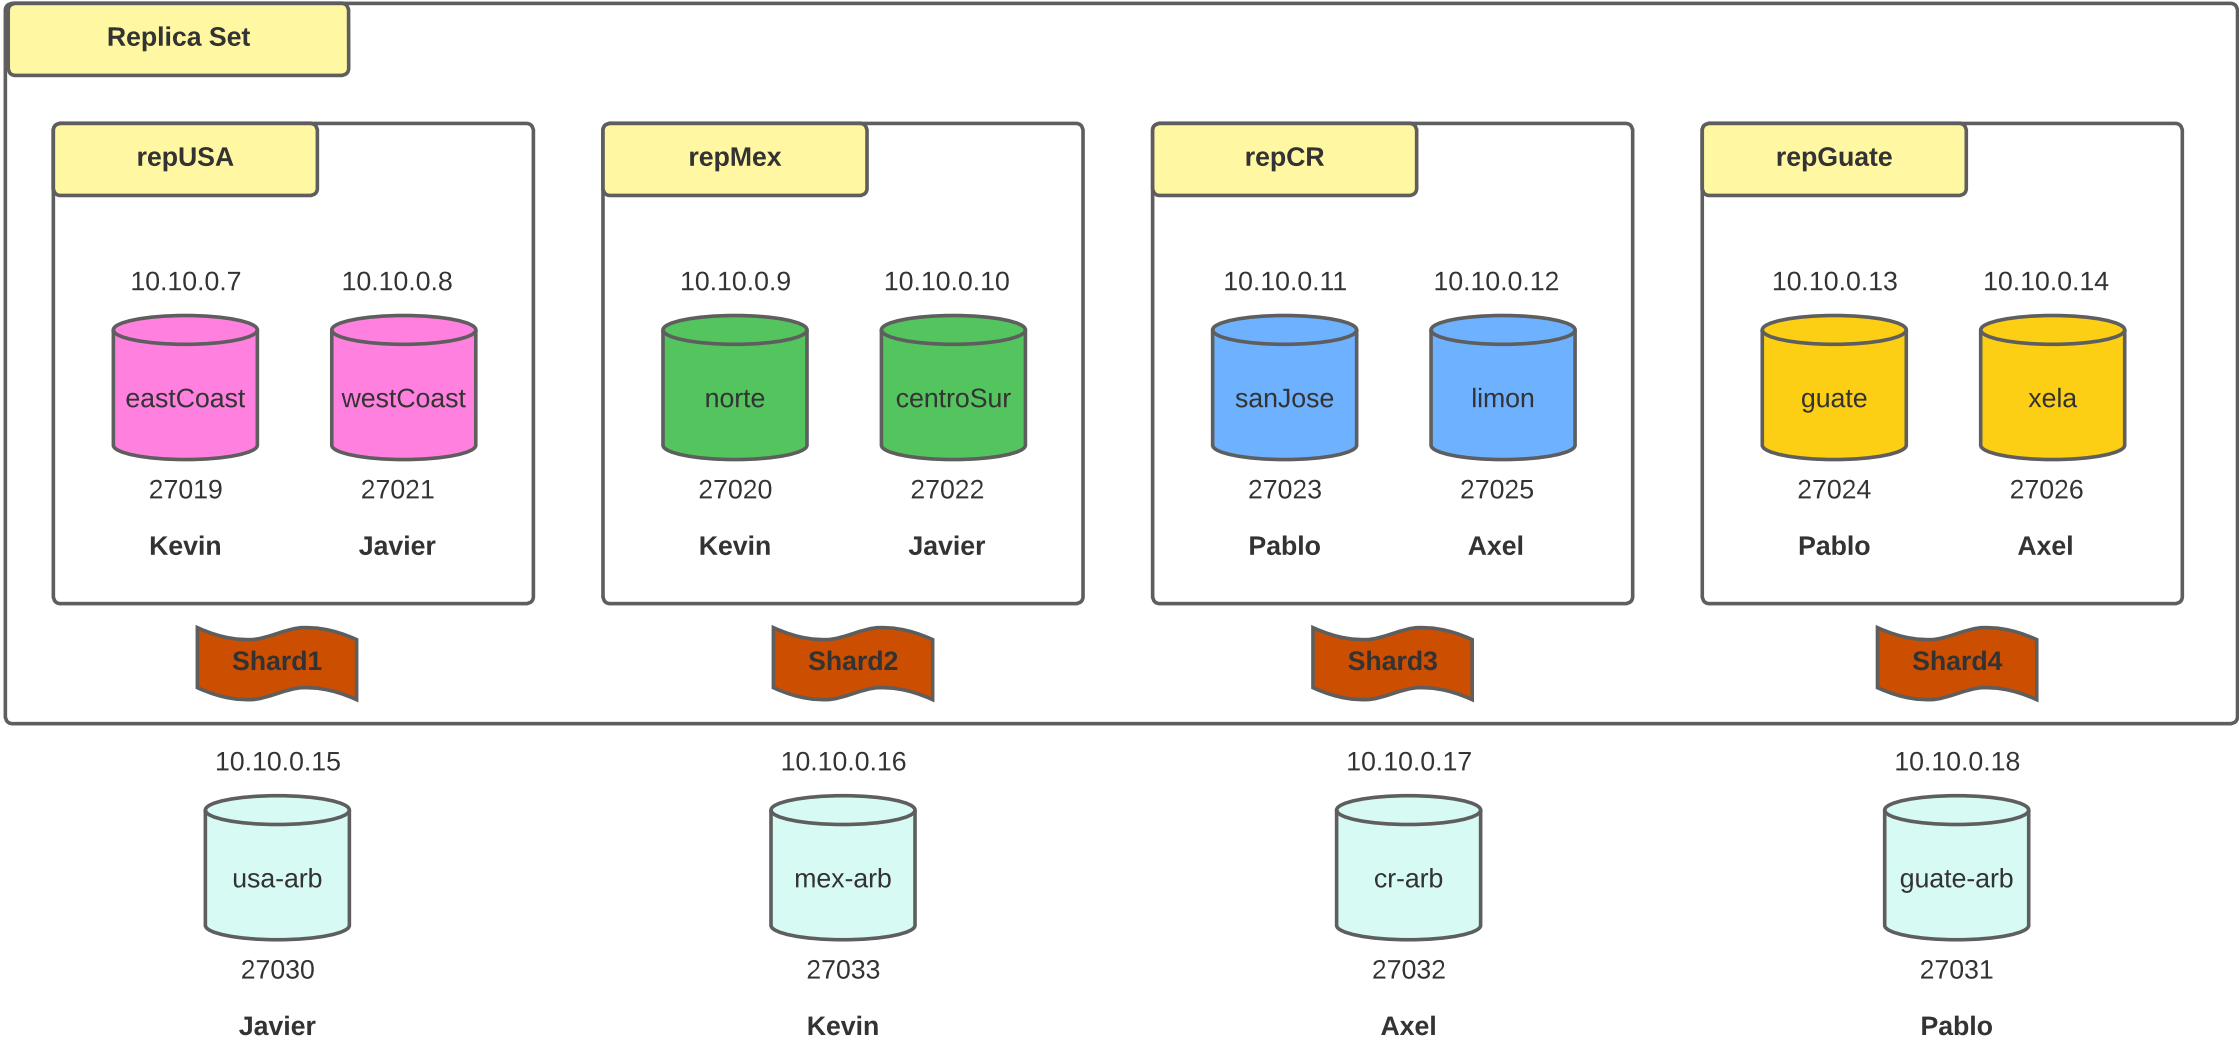 Replica Set
repUSA
repMex
repCR
repGuate
10.10.0.7
10.10.0.8
10.10.0.9
10.10.0.10
10.10.0.11
10.10.0.12
10.10.0.13
10.10.0.14
eastCoast
westCoast
norte
centroSur
sanJose
limon
guate
xela
27019
27021
27020
27022
27023
27025
27024
27026
Kevin
Javier
Kevin
Javier
Pablo
Axel
Pablo
Axel
Shard1
Shard2
Shard3
Shard4
10.10.0.15
10.10.0.16
10.10.0.17
10.10.0.18
usa-arb
mex-arb
cr-arb
guate-arb
27030
27033
27032
27031
Javier
Kevin
Axel
Pablo